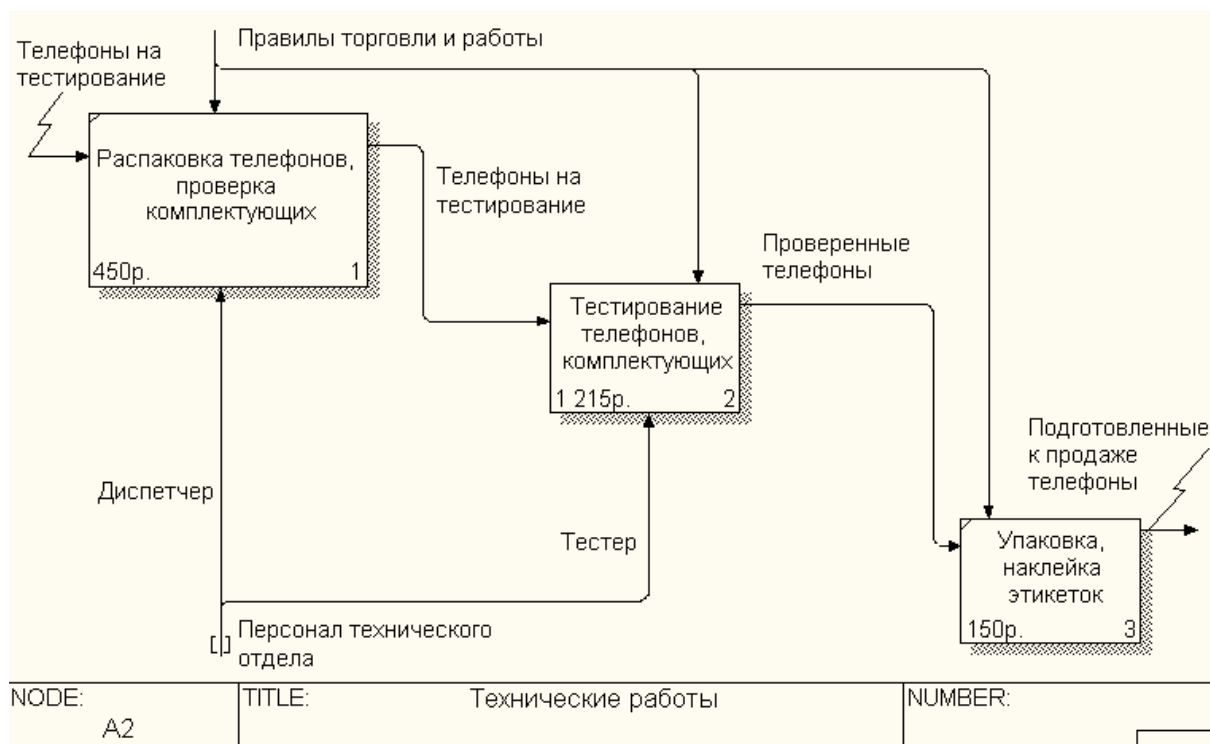 Телефоны на
тестирование
Правилы торговли и работы
Распаковка телефонов,
проверка
комплектующих
450р. 1
Телефоны на
тестирование
Проверенные
телефоны
Тестирование
телефонов,
комплектующих
1 215р. 2
Подготовленные
к продаже
телефоны
Диспетчер
Тестер
Упаковка,
наклейка
этикеток
150р. 3
Персонал технического
отдела
NODE: TITLE: Технические работы NUMBER:
A2